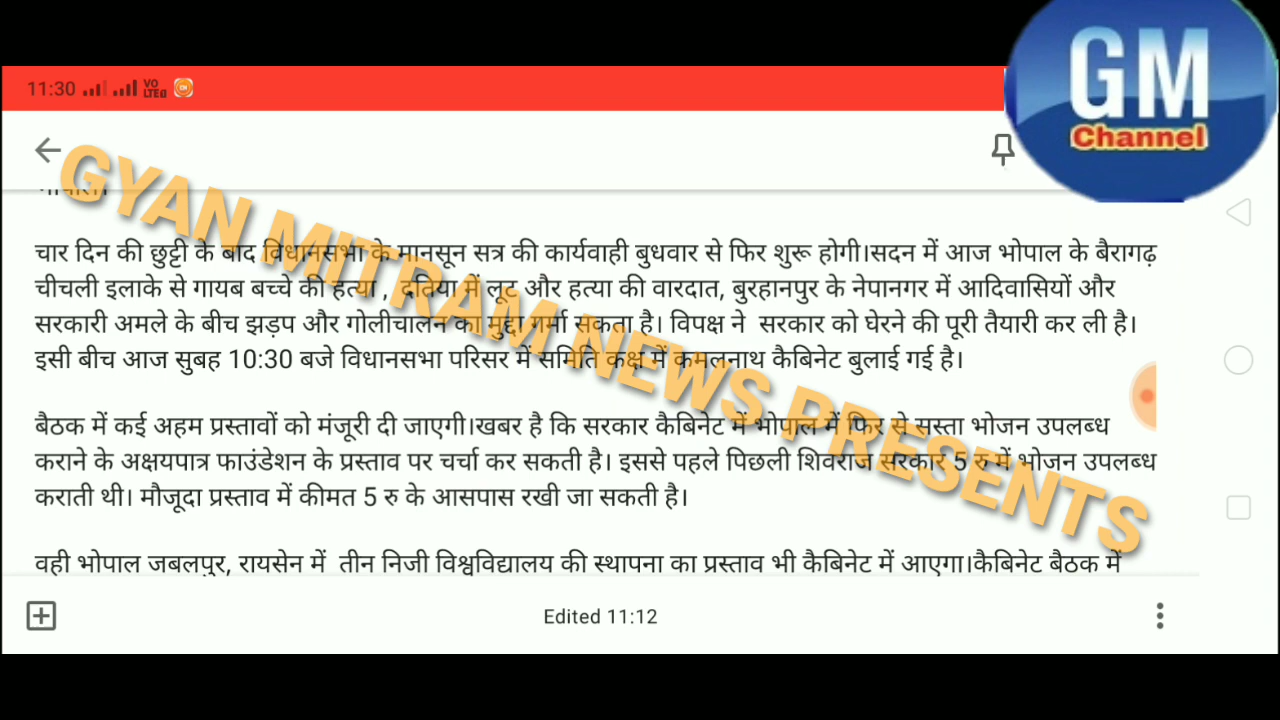 11:30 VO LTE
GM
Channel
चार दिन की छुट्टी के बाद विधानसभा के मानसून सत्र की कार्यवाही बुधवार से फिर शुरू होगी।सदन में आज भोपाल के बैरागढ़
चीचली इलाके से गायब बच्चे की हत्या , दतिया में लूट और हत्या की वारदात, बुरहानपुर के नेपानगर में आदिवासियों और
सरकारी अमले के बीच झड़प और गोलीचालन का मुद्दा गर्मा सकता है। विपक्ष ने सरकार को घेरने की पूरी तैयारी कर ली है।
इसी बीच आज सुबह 10:30 बजे विधानसभा परिसर में समिति कक्ष में कमलनाथ कैबिनेट बुलाई गई है।
बैठक में कई अहम प्रस्तावों को मंजूरी दी जाएगी।खबर है कि सरकार कैबिनेट में भोपाल में फिर से सस्ता भोजन उपलब्ध
कराने के अक्षयपात्र फाउंडेशन के प्रस्ताव पर चर्चा कर सकती है। इससे पहले पिछली शिवराज सरकार 5 रु में भोजन उपलब्ध
कराती थी। मौजूदा प्रस्ताव में कीमत 5 रु के आसपास रखी जा सकती है।
वही भोपाल जबलपुर, रायसेन में तीन निजी विश्वविद्यालय की स्थापना का प्रस्ताव भी कैबिनेट में आएगा।कैबिनेट बैठक में
GYAN MITRAM NEWS PRESENTS
Edited 11:12